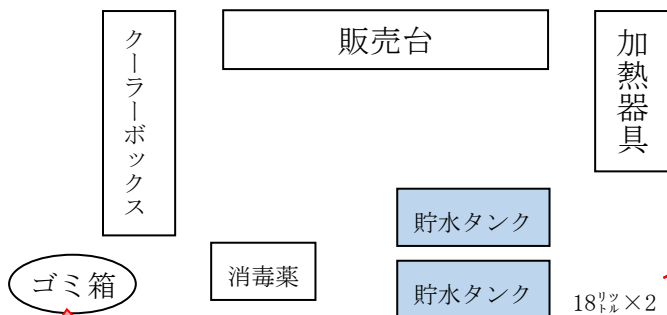 クーラーボックス
販売台
加熱器具
貯水タンク
消毒薬
ゴミ箱
貯水タンク
18㍑×2